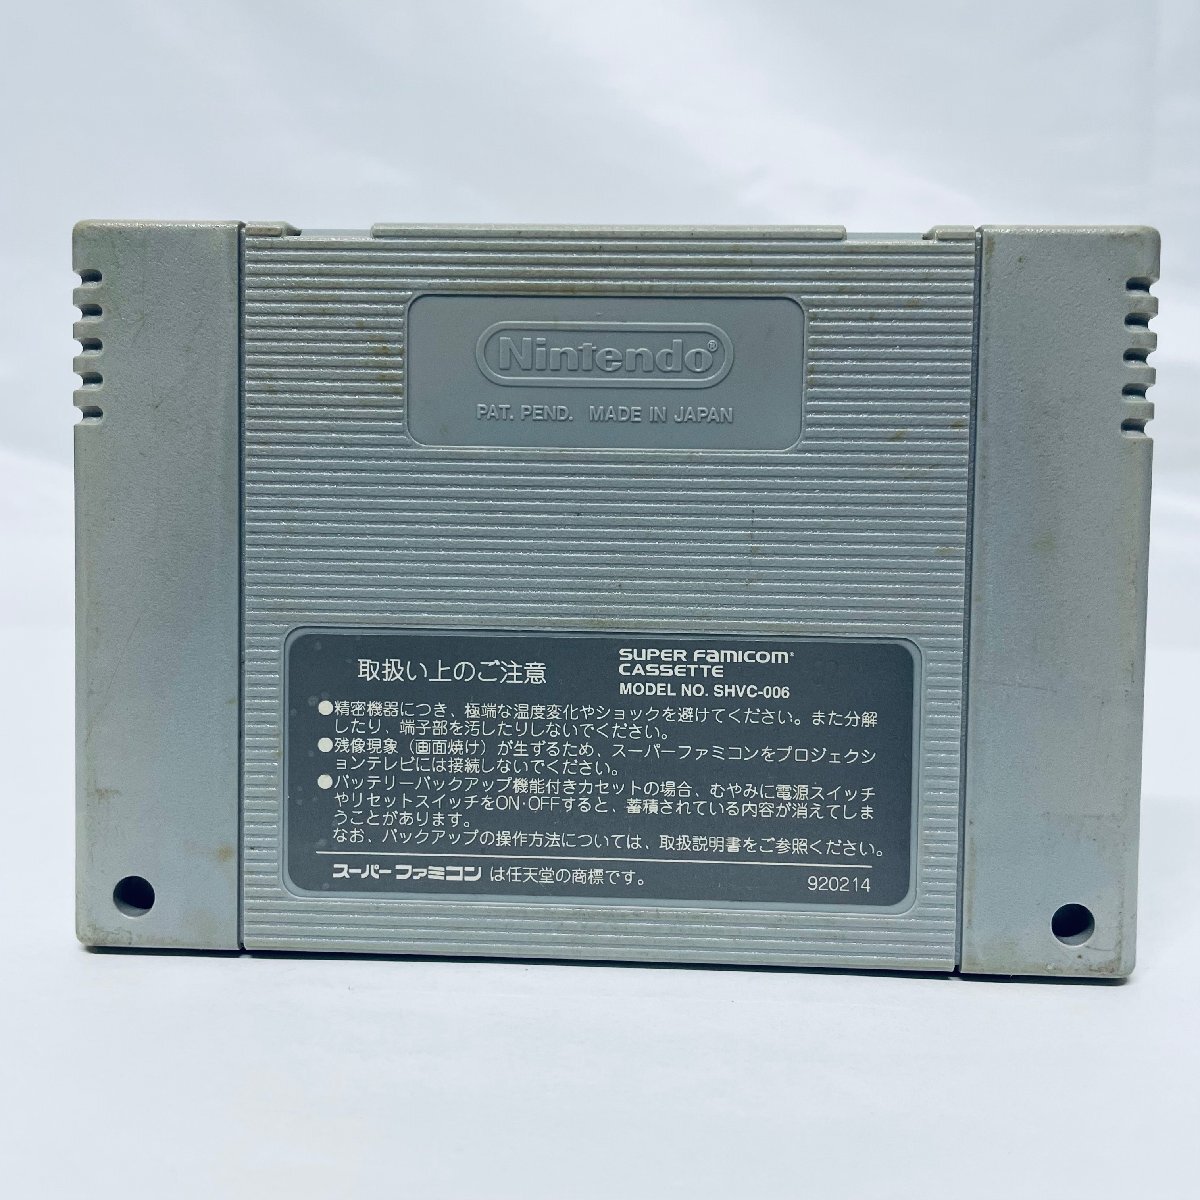 Nintendo®
PAT. PEND. MADE IN JAPAN
取扱い上のご注意
SUPER FAMICOM®
CASSETTE
MODEL NO. SHVC-006
●精密機器につき、極端な温度変化やショックを避けてください。また分解
したり、端子部を汚したりしないでください。
●残像現象（画面焼け）が生ずるため、スーパーファミコンをプロジェクシ
ョンテレビには接続しないでください。
●バッテリーバックアップ機能付きカセットの場合、むやみに電源スイッチ
やリセットスイッチをON・OFFすると、蓄積されている内容が消えてしま
うことがあります。
なお、バックアップの操作方法については、取扱説明書をご参照ください。
スーパーファミコン は任天堂の商標です。
920214